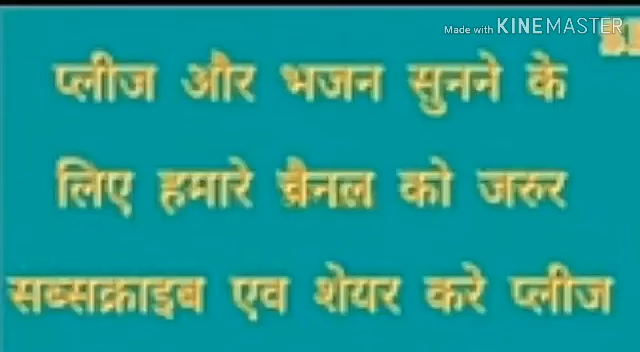 Made with KINEMASTER
प्लीज और भजन सुनने के
लिए हमारे चैनल को जरुर
सब्सक्राइब एव शेयर करे प्लीज